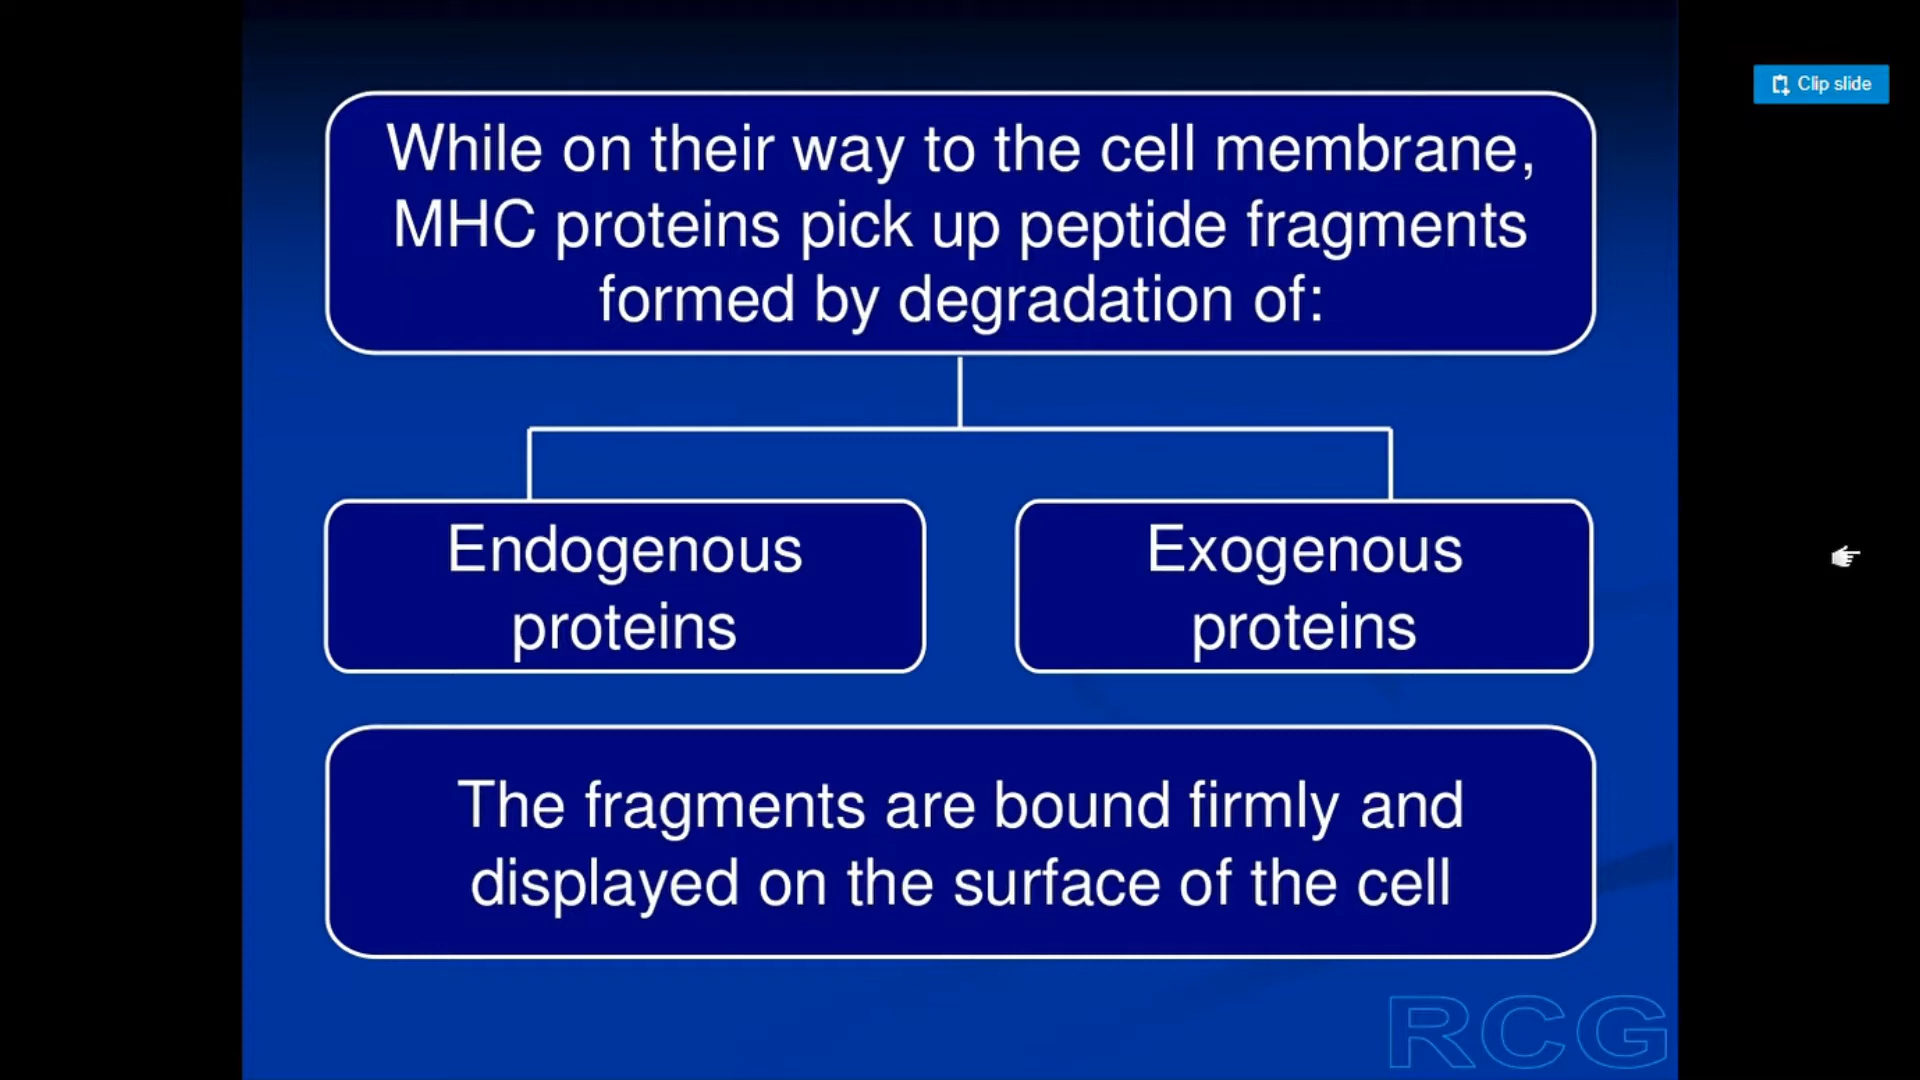 Clip slide
While on their way to the cell membrane,
MHC proteins pick up peptide fragments
formed by degradation of:
Endogenous
proteins
Exogenous
proteins
The fragments are bound firmly and
displayed on the surface of the cell
RCG